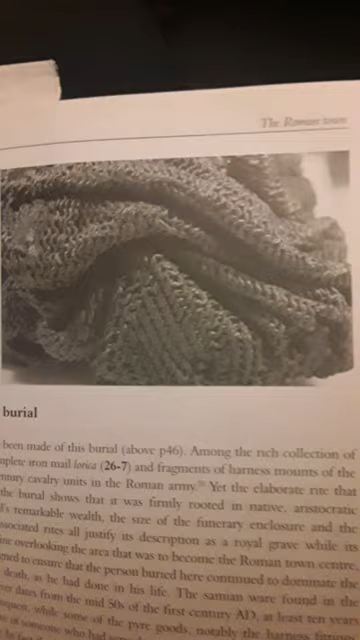 The Roman town
burial
been made of this burial (above p46). Among the rich collection of
mplete iron mail lorica (26-7) and fragments of harness mounts of the
ntury cavalry units in the Roman army. Yet the elaborate rite that
the burial shows that it was firmly rooted in native, aristocratic
l's remarkable wealth, the size of the funerary enclosure and the
ssociated rites all justify its description as a royal grave while its
ine overlooking the area that was to become the Roman town centre,
gned to ensure that the person buried here continued to dominate the
death, as he had done in his life. The samian ware found in the
ver dates from the mid 50s of the first century AD, at least ten years
nquest, while some of the pyre goods, notably the harness
of someone who had